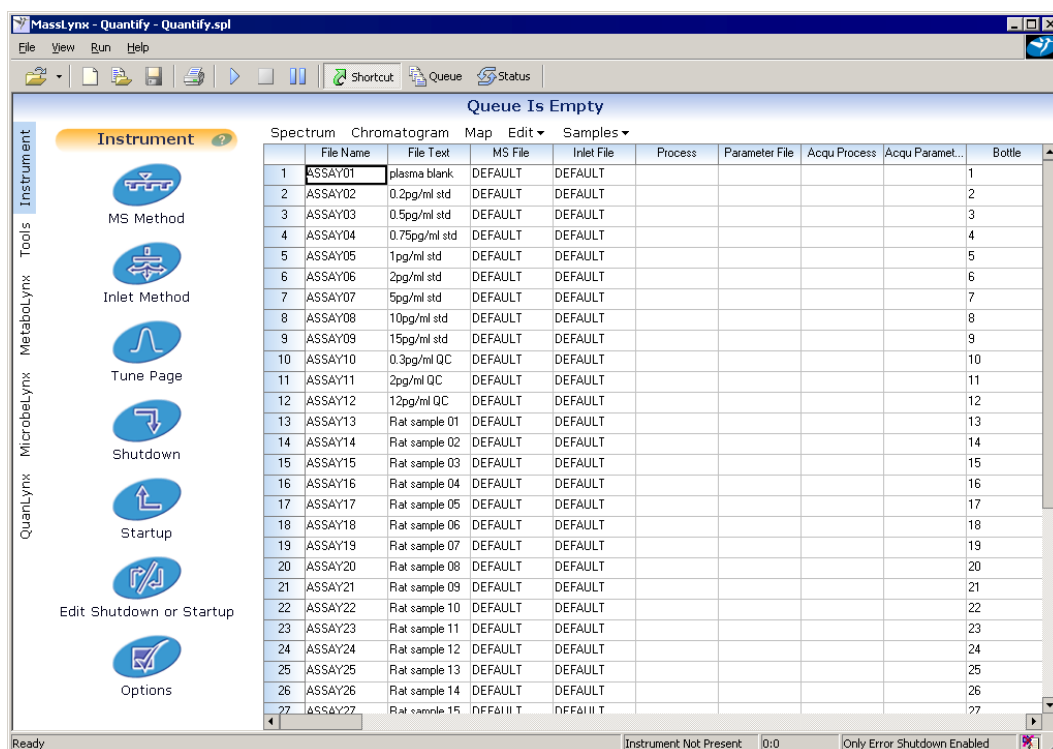 MassLynx - Quantify - Quantify.spl
File View Run Help
Shortcut Queue Status
Queue Is Empty
Instrument
Tools
MetaboLynx
MicrobeLynx
QuanLynx
Instrument ?
MS Method
Inlet Method
Tune Page
Shutdown
Startup
Edit Shutdown or Startup
Options
Spectrum Chromatogram Map Edit Samples
File Name File Text MS File Inlet File Process Parameter File Acqu Process Acqu Paramet... Bottle
1 ASSAY01 plasma blank DEFAULT DEFAULT 1
2 ASSAY02 0.2pg/ml std DEFAULT DEFAULT 2
3 ASSAY03 0.5pg/ml std DEFAULT DEFAULT 3
4 ASSAY04 0.75pg/ml std DEFAULT DEFAULT 4
5 ASSAY05 1pg/ml std DEFAULT DEFAULT 5
6 ASSAY06 2pg/ml std DEFAULT DEFAULT 6
7 ASSAY07 5pg/ml std DEFAULT DEFAULT 7
8 ASSAY08 10pg/ml std DEFAULT DEFAULT 8
9 ASSAY09 15pg/ml std DEFAULT DEFAULT 9
10 ASSAY10 0.3pg/ml QC DEFAULT DEFAULT 10
11 ASSAY11 2pg/ml QC DEFAULT DEFAULT 11
12 ASSAY12 12pg/ml QC DEFAULT DEFAULT 12
13 ASSAY13 Rat sample 01 DEFAULT DEFAULT 13
14 ASSAY14 Rat sample 02 DEFAULT DEFAULT 14
15 ASSAY15 Rat sample 03 DEFAULT DEFAULT 15
16 ASSAY16 Rat sample 04 DEFAULT DEFAULT 16
17 ASSAY17 Rat sample 05 DEFAULT DEFAULT 17
18 ASSAY18 Rat sample 06 DEFAULT DEFAULT 18
19 ASSAY19 Rat sample 07 DEFAULT DEFAULT 19
20 ASSAY20 Rat sample 08 DEFAULT DEFAULT 20
21 ASSAY21 Rat sample 09 DEFAULT DEFAULT 21
22 ASSAY22 Rat sample 10 DEFAULT DEFAULT 22
23 ASSAY23 Rat sample 11 DEFAULT DEFAULT 23
24 ASSAY24 Rat sample 12 DEFAULT DEFAULT 24
25 ASSAY25 Rat sample 13 DEFAULT DEFAULT 25
26 ASSAY26 Rat sample 14 DEFAULT DEFAULT 26
27 ASSAY27 Rat sample 15 DEFAULT DEFAULT 27
Ready Instrument Not Present 0:0 Only Error Shutdown Enabled